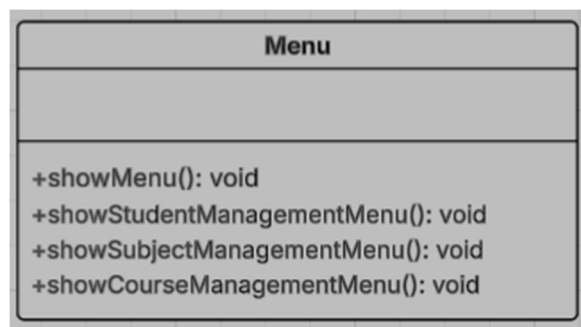 Menu
+showMenu(): void
+showStudentManagementMenu(): void
+showSubjectManagementMenu(): void
+showCourseManagementMenu(): void